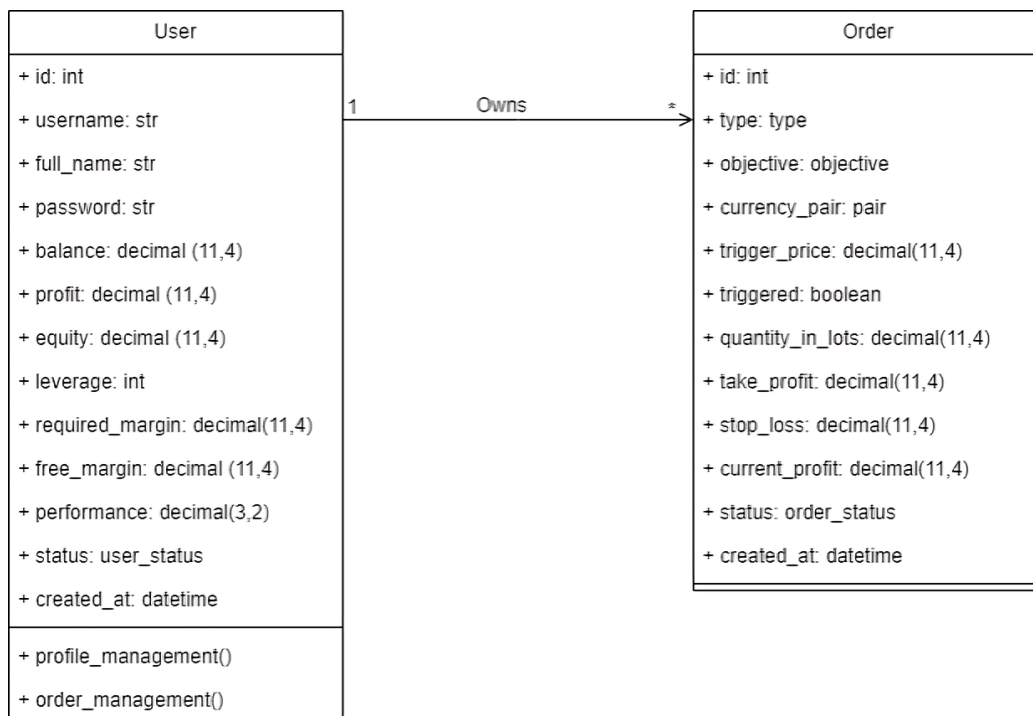 User
+ id: int
+ username: str
+ full_name: str
+ password: str
+ balance: decimal (11,4)
+ profit: decimal (11,4)
+ equity: decimal (11,4)
+ leverage: int
+ required_margin: decimal(11,4)
+ free_margin: decimal (11,4)
+ performance: decimal(3,2)
+ status: user_status
+ created_at: datetime
+ profile_management()
+ order_management()
1 Owns *
Order
+ id: int
+ type: type
+ objective: objective
+ currency_pair: pair
+ trigger_price: decimal(11,4)
+ triggered: boolean
+ quantity_in_lots: decimal(11,4)
+ take_profit: decimal(11,4)
+ stop_loss: decimal(11,4)
+ current_profit: decimal(11,4)
+ status: order_status
+ created_at: datetime